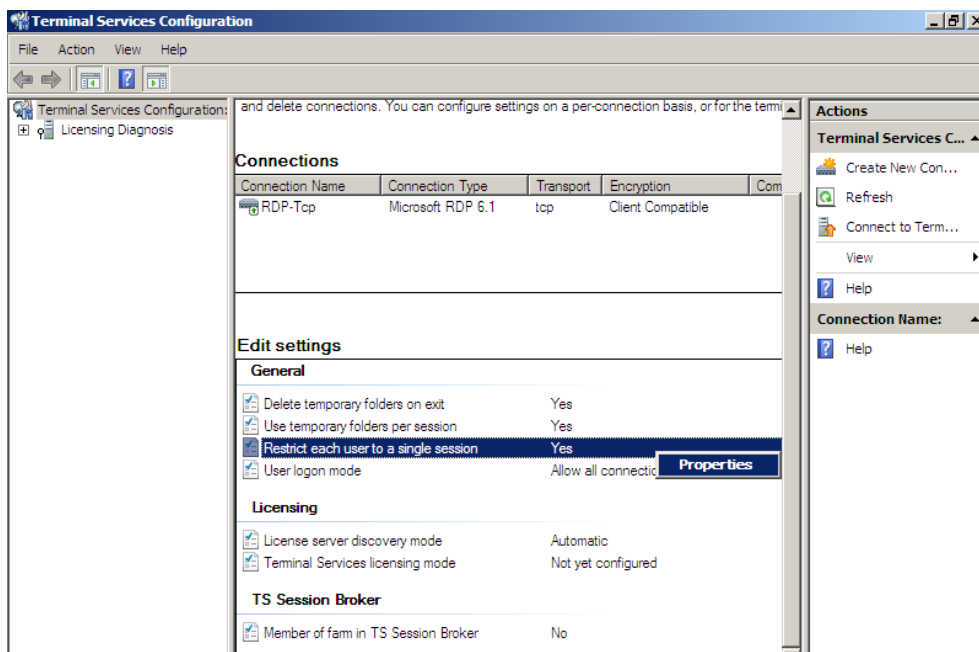 Terminal Services Configuration
File Action View Help
Terminal Services Configuration:
Licensing Diagnosis
and delete connections. You can configure settings on a per-connection basis, or for the termi
Connections
Connection Name Connection Type Transport Encryption Com
RDP-Tcp Microsoft RDP 6.1 tcp Client Compatible
Edit settings
General
Delete temporary folders on exit Yes
Use temporary folders per session Yes
Restrict each user to a single session Yes
User logon mode Allow all connectio
Properties
Licensing
License server discovery mode Automatic
Terminal Services licensing mode Not yet configured
TS Session Broker
Member of farm in TS Session Broker No
Actions
Terminal Services C...
Create New Con...
Refresh
Connect to Term...
View
Help
Connection Name:
Help